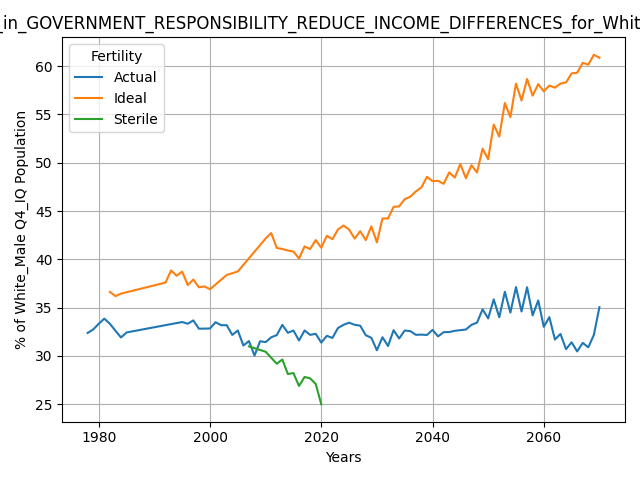 _in_GOVERNMENT_RESPONSIBILITY_REDUCE_INCOME_DIFFERENCES_for_Whit
Fertility
Actual
Ideal
Sterile
% of White_Male Q4_IQ Population
60
55
50
45
40
35
30
25
1980 2000 2020 2040 2060
Years